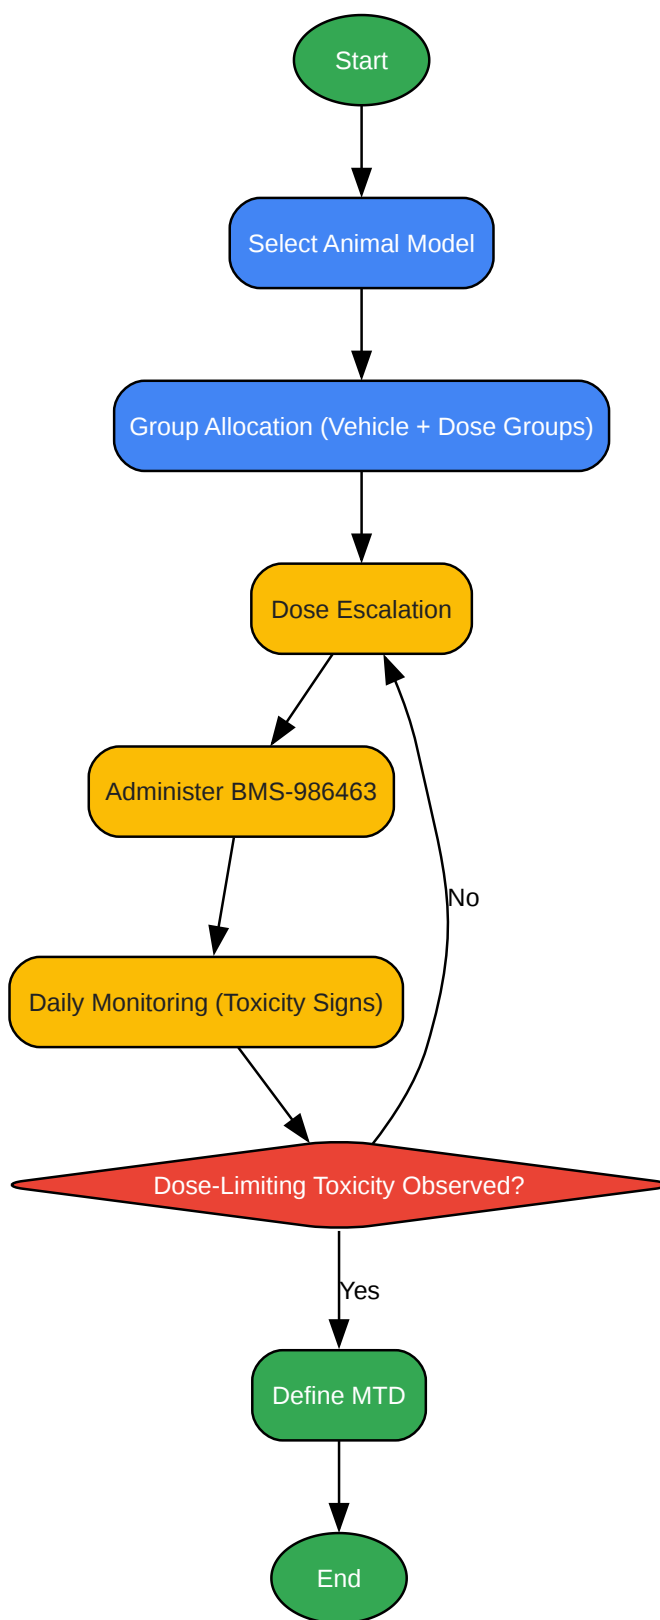 Start
Select Animal Model
Group Allocation (Vehicle + Dose Groups)
Dose Escalation
Administer BMS-986463
No
Daily Monitoring (Toxicity Signs)
Dose-Limiting Toxicity Observed?
Yes
Define MTD
End